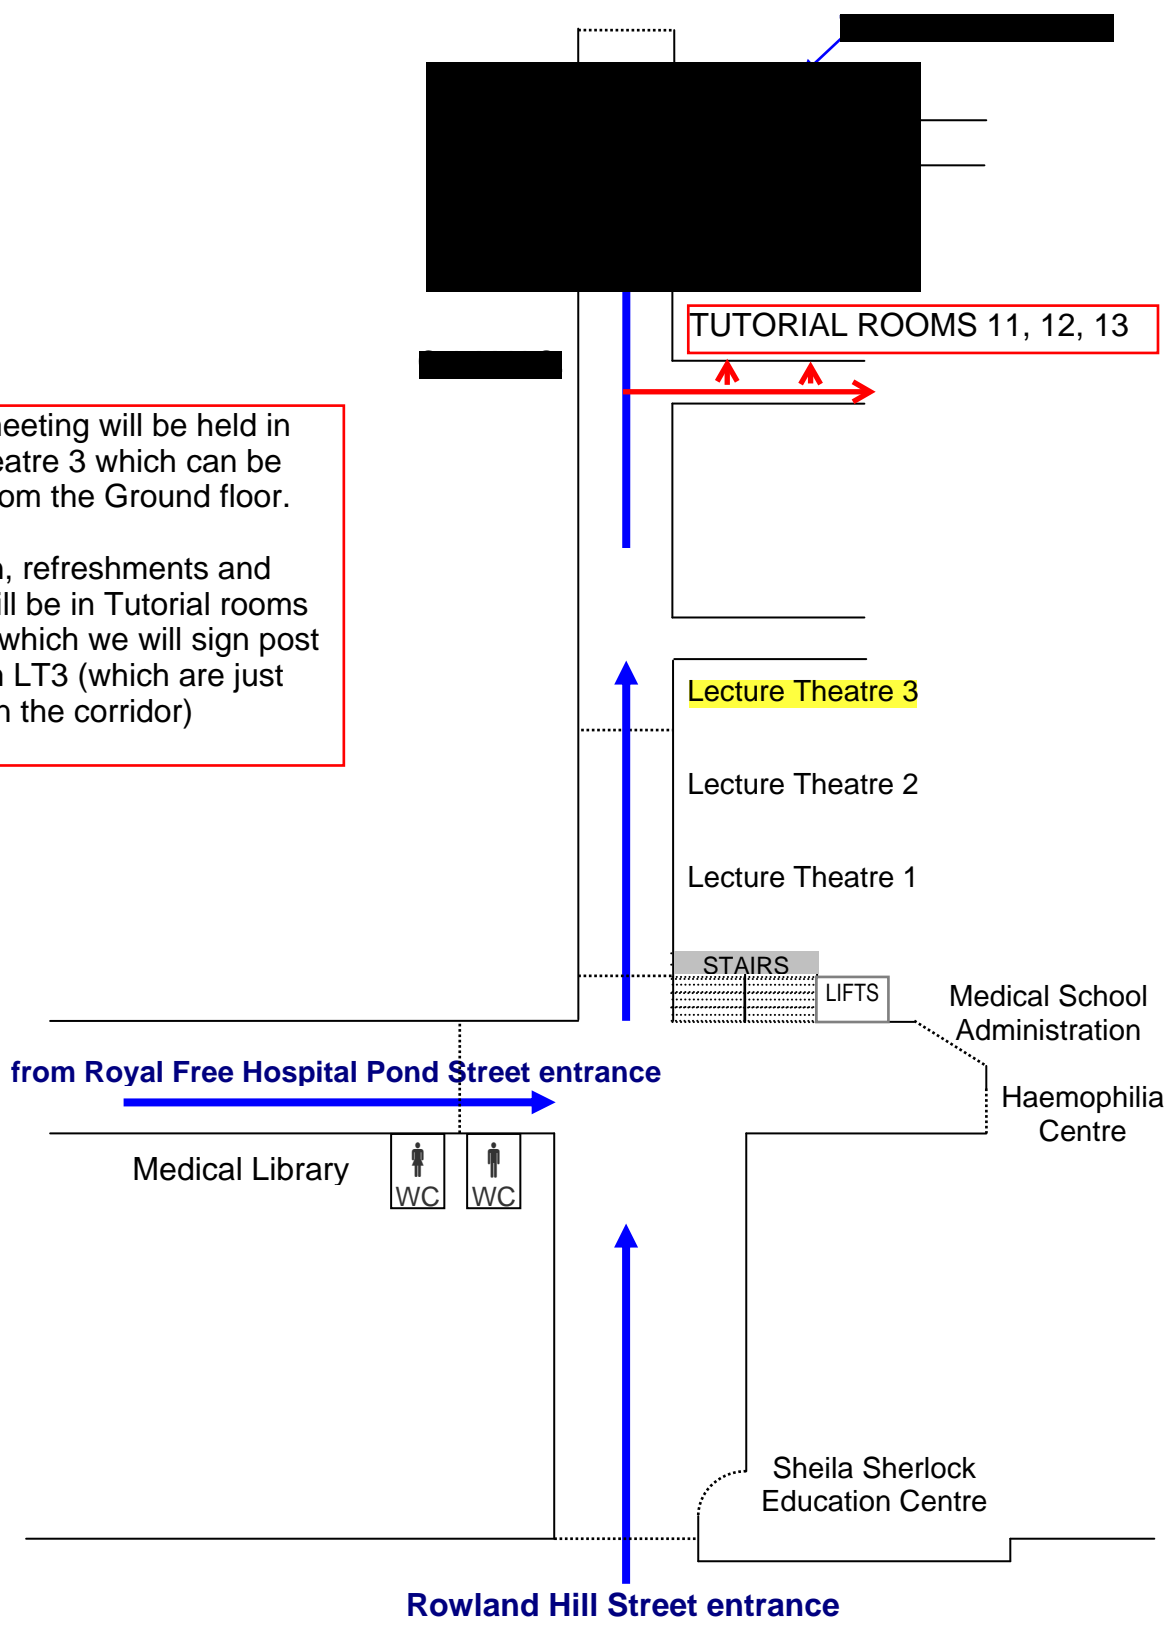 TUTORIAL ROOMS 11, 12, 13
meeting will be held in
eatre 3 which can be
om the Ground floor.
, refreshments and
ill be in Tutorial rooms
which we will sign post
LT3 (which are just
the corridor)
Lecture Theatre 3
Lecture Theatre 2
Lecture Theatre 1
STAIRS
LIFTS
Medical School
Administration
from Royal Free Hospital Pond Street entrance
Haemophilia
Centre
Medical Library
WC WC
Sheila Sherlock
Education Centre
Rowland Hill Street entrance